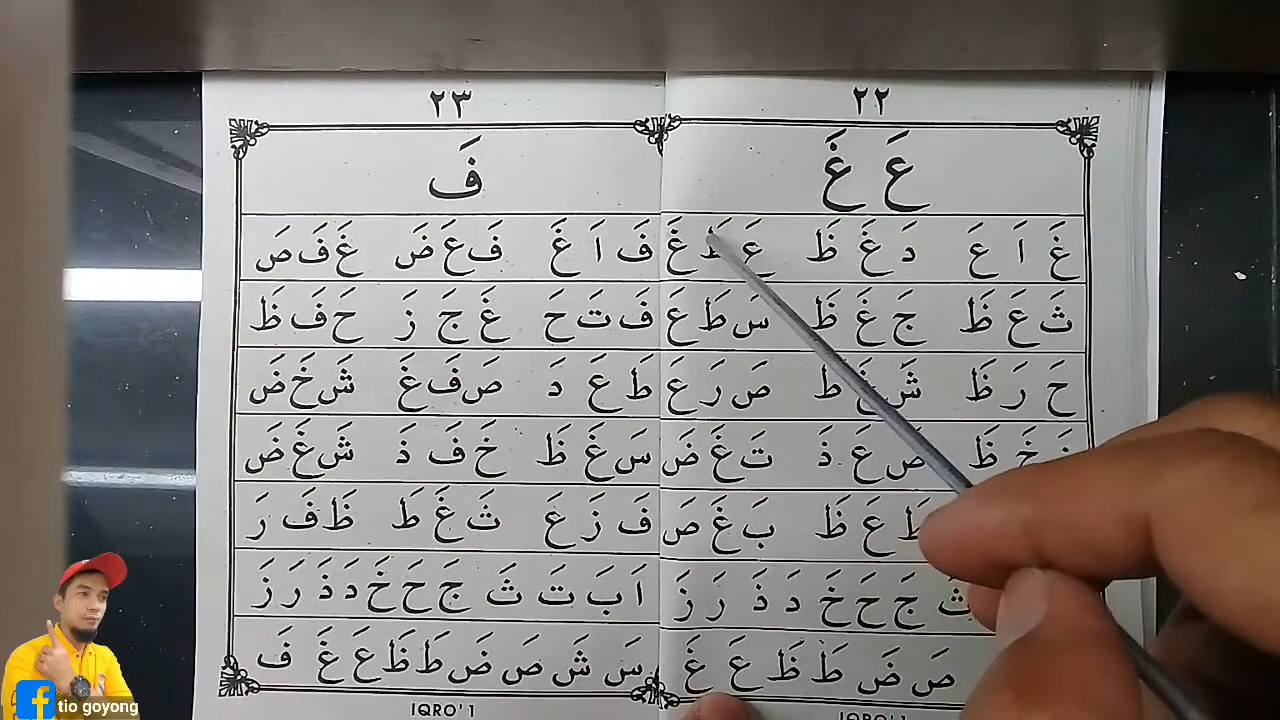 ٢٢
عَ غَ
غَ اَ عَ دَ غَ ظَ عَ طَ غَ
ثَ عَ ظَ جَ غَ ظَ سَ طَ عَ
حَ رَ ظَ شَ غَ طَ صَ رَ عَ
خَ ظَ صَ عَ ذَ تَ غَ ضَ
طَ عَ ظَ بَ غَ صَ
ثَ جَ حَ خَ دَ ذَ رَ زَ
صَ ضَ طَ ظَ عَ غَ
IQRO'1
٢٣
فَ
فَ اَ غَ فَ عَ ضَ غَ فَ صَ
فَ تَ حَ غَ جَ زَ حَ فَ ظَ
طَ عَ دَ صَ فَ غَ شَ خَ ضَ
سَ غَ ظَ خَ فَ ذَ شَ غَ ضَ
فَ زَ عَ ثَ غَ طَ ظَ فَ رَ
اَ بَ تَ ثَ جَ حَ خَ دَ ذَ رَ زَ
سَ شَ صَ ضَ طَ ظَ عَ غَ فَ
IQRO'1
tio goyong